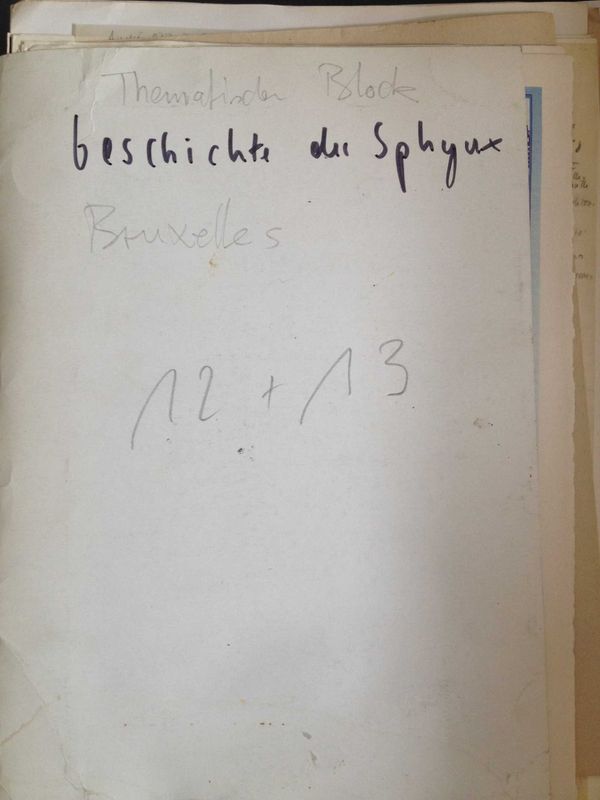 Thematischer Block
Geschichte der Sphynx
Bruxelles
12 + 13